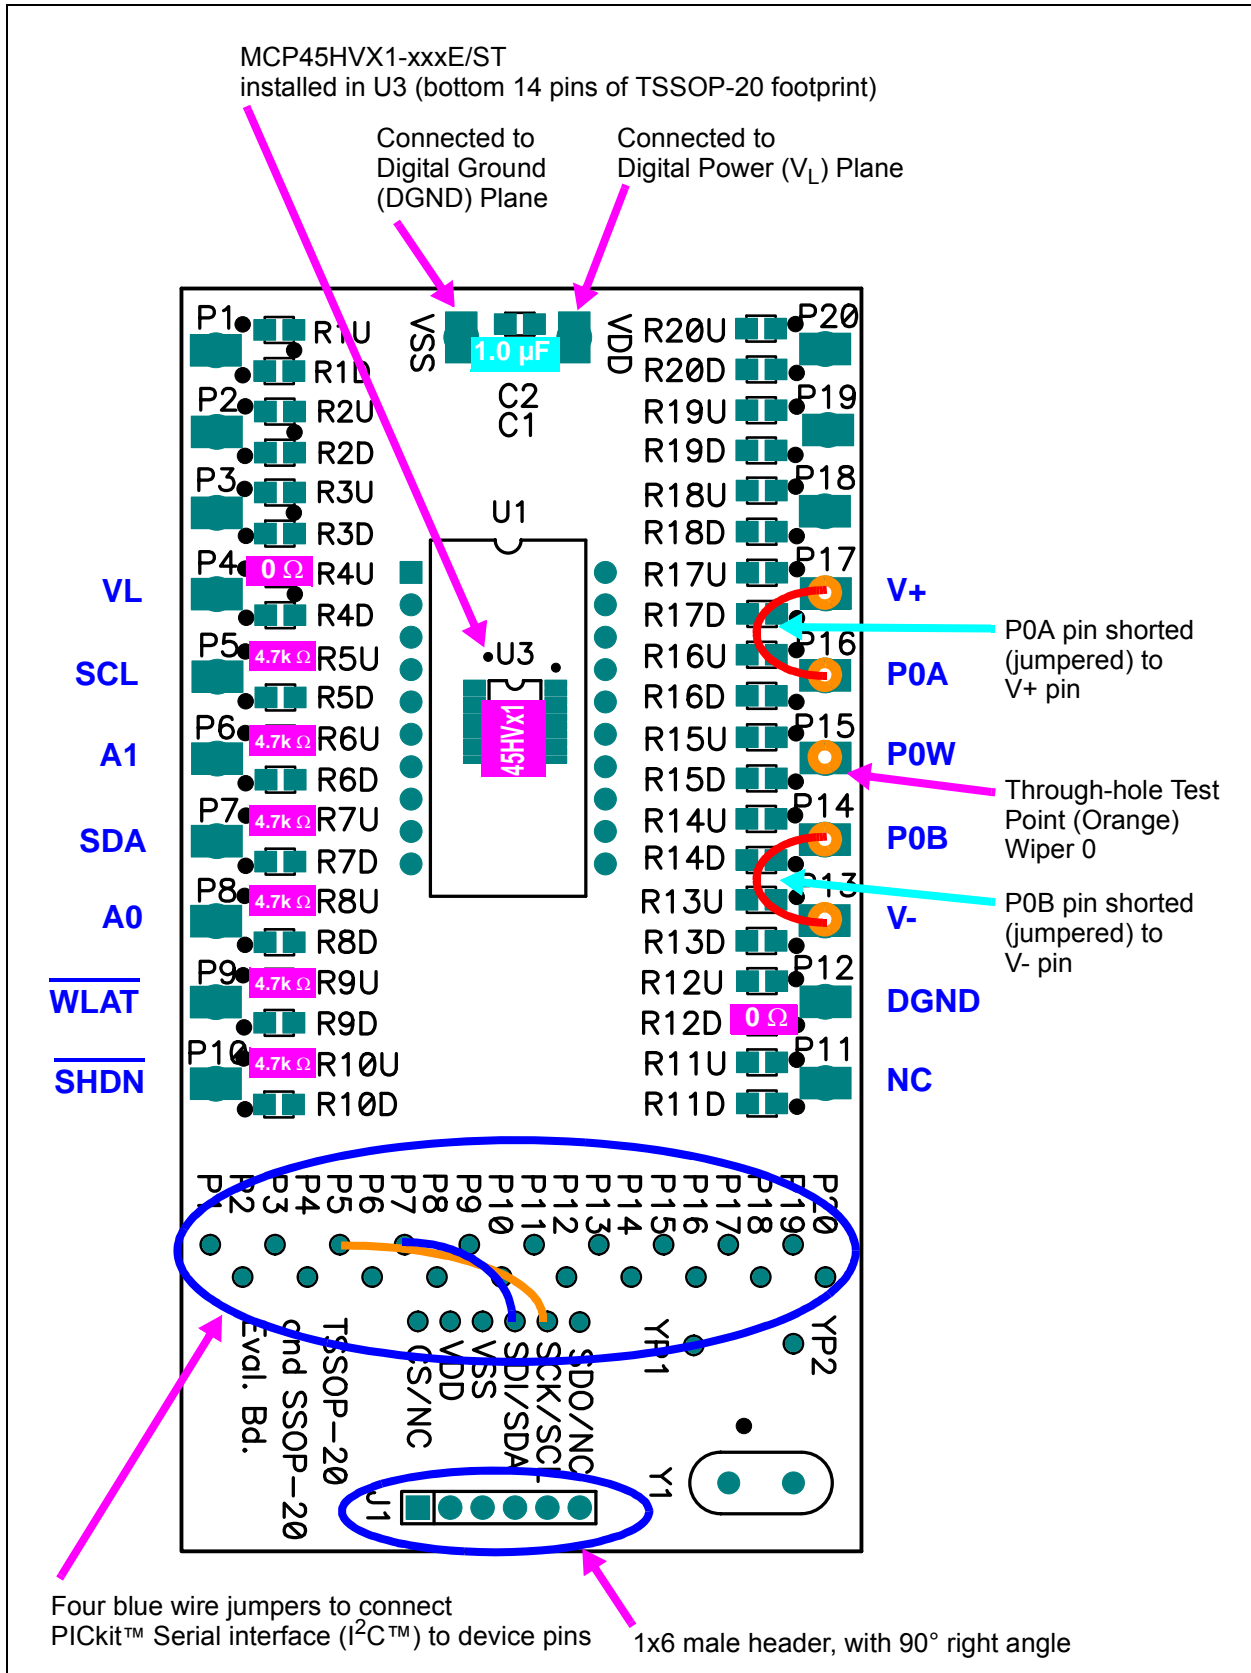 MCP45HVX1-xxxE/ST
installed in U3 (bottom 14 pins of TSSOP-20 footprint)
Connected to
Digital Ground
(DGND) Plane
Connected to
Digital Power (VL) Plane
P1
R1U
R1D
P2
R2U
R2D
P3
R3U
R3D
P4
0 Ω
R4U
R4D
P5
4.7k Ω
R5U
R5D
P6
4.7k Ω
R6U
R6D
P7
4.7k Ω
R7U
R7D
P8
4.7k Ω
R8U
R8D
P9
4.7k Ω
R9U
R9D
P10
4.7k Ω
R10U
R10D
VL
SCL
A1
SDA
A0
WLAT
SHDN
VSS
1.0 µF
VDD
C2
C1
U1
U3
45HVx1
R20U
P20
R20D
R19U
P19
R19D
R18U
P18
R18D
R17U
P17
R17D
R16U
P16
R16D
R15U
P15
R15D
R14U
P14
R14D
R13U
P13
R13D
R12U
P12
R12D
0 Ω
R11U
P11
R11D
V+
P0A
P0W
P0B
V-
DGND
NC
P0A pin shorted
(jumpered) to
V+ pin
Through-hole Test
Point (Orange)
Wiper 0
P0B pin shorted
(jumpered) to
V- pin
P1
P2
P3
P4
P5
P6
P7
P8
P9
P10
P11
P12
P13
P14
P15
P16
P17
P18
P19
P20
TSSOP-20
and SSOP-20
Eval. Bd.
CS/NC
VDD
VSS
SDI/SDA
SCK/SCL
SDO/NC
YP1
YP2
J1
Y1
Four blue wire jumpers to connect
PICkit™ Serial interface (I²C™) to device pins
1x6 male header, with 90° right angle